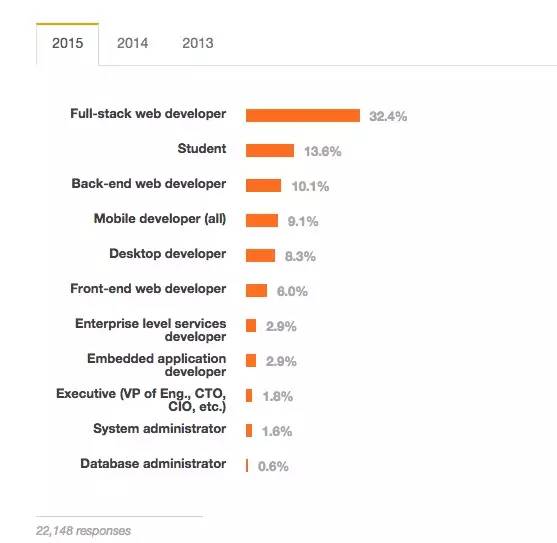 2015 2014 2013
Full-stack web developer 32.4%
Student 13.6%
Back-end web developer 10.1%
Mobile developer (all) 9.1%
Desktop developer 8.3%
Front-end web developer 6.0%
Enterprise level services
developer 2.9%
Embedded application
developer 2.9%
Executive (VP of Eng., CTO,
CIO, etc.) 1.8%
System administrator 1.6%
Database administrator 0.6%
22,148 responses